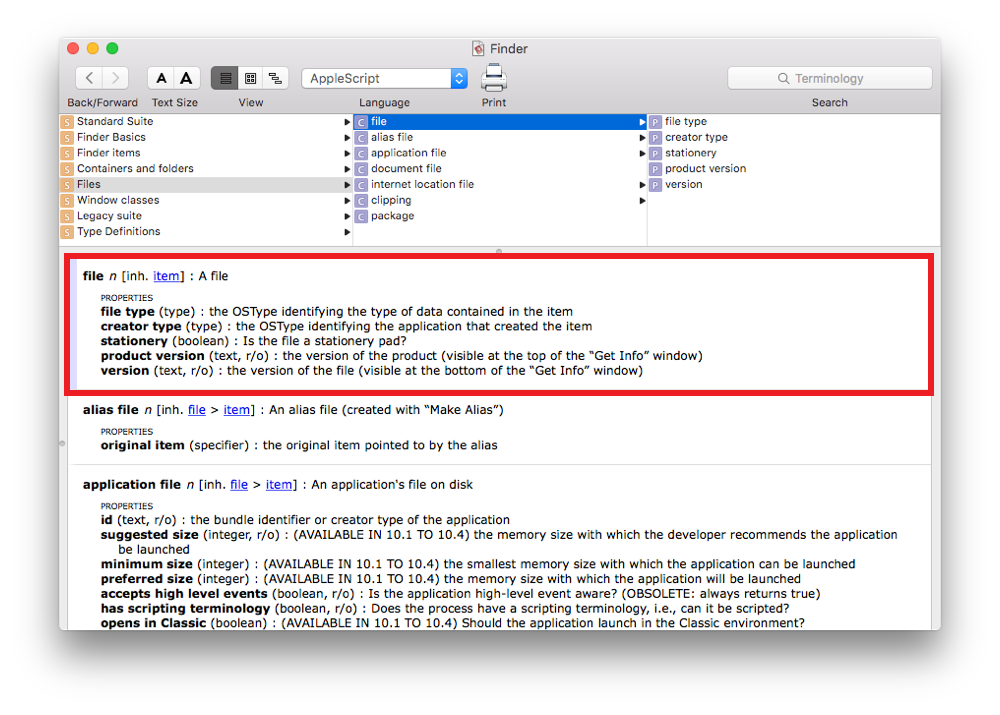 Finder
A A
AppleScript
Terminology
Back/Forward Text Size View Language Print Search
S Standard Suite
S Finder Basics
S Finder items
S Containers and folders
S Files
S Window classes
S Legacy suite
S Type Definitions
C file
C alias file
C application file
C document file
C internet location file
C clipping
C package
P file type
P creator type
P stationery
P product version
P version
file n [inh. item] : A file
PROPERTIES
file type (type) : the OSType identifying the type of data contained in the item
creator type (type) : the OSType identifying the application that created the item
stationery (boolean) : Is the file a stationery pad?
product version (text, r/o) : the version of the product (visible at the top of the “Get Info” window)
version (text, r/o) : the version of the file (visible at the bottom of the “Get Info” window)
alias file n [inh. file > item] : An alias file (created with “Make Alias”)
PROPERTIES
original item (specifier) : the original item pointed to by the alias
application file n [inh. file > item] : An application's file on disk
PROPERTIES
id (text, r/o) : the bundle identifier or creator type of the application
suggested size (integer, r/o) : (AVAILABLE IN 10.1 TO 10.4) the memory size with which the developer recommends the application
be launched
minimum size (integer) : (AVAILABLE IN 10.1 TO 10.4) the smallest memory size with which the application can be launched
preferred size (integer) : (AVAILABLE IN 10.1 TO 10.4) the memory size with which the application will be launched
accepts high level events (boolean, r/o) : Is the application high-level event aware? (OBSOLETE: always returns true)
has scripting terminology (boolean, r/o) : Does the process have a scripting terminology, i.e., can it be scripted?
opens in Classic (boolean) : (AVAILABLE IN 10.1 TO 10.4) Should the application launch in the Classic environment?